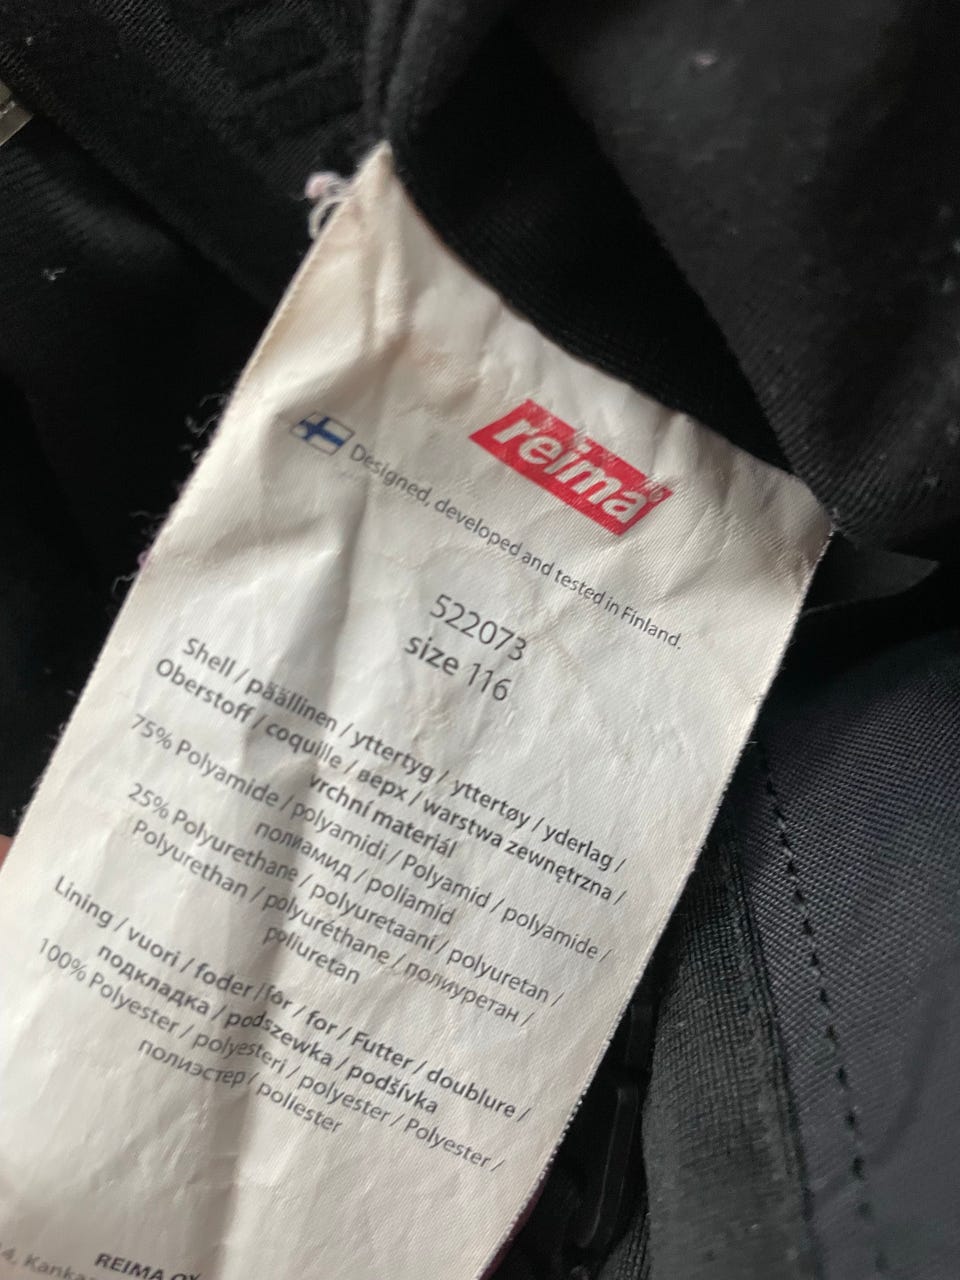 reima®
Designed, developed and tested in Finland.
522073
size 116
Shell / päällinen / yttertyg / yttertøy / yderlag /
Oberstoff / coquille / верх / warstwa zewnętrzna /
vrchní materiál
75% Polyamide / polyamidi / Polyamid / polyamide /
полиамид / poliamid
25% Polyurethane / polyuretaani / polyuretan /
Polyurethan / polyuréthane / полиуретан /
poliuretan
Lining / vuori / foder / fôr / for / Futter / doublure /
подкладка / podszewka / podšívka
100% Polyester / polyesteri / polyester / Polyester /
полиэстер / poliester
REIMA OY